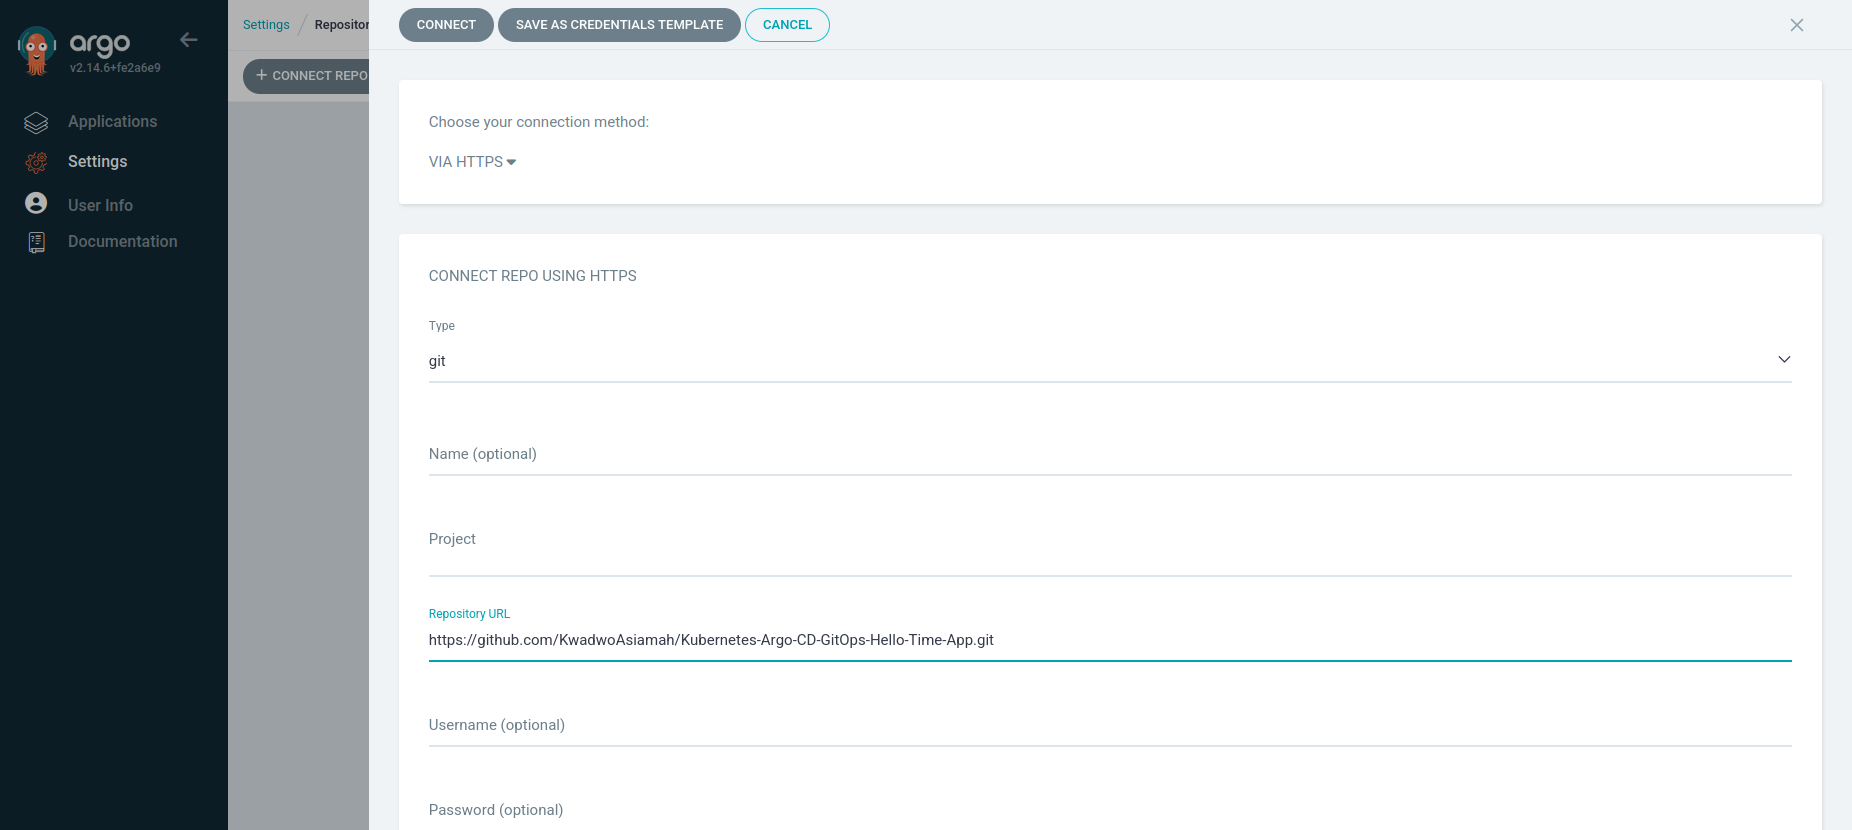 argo
v2.14.6+fe2a6e9
Applications
Settings
User Info
Documentation
Settings / Repositor
+ CONNECT REPO
CONNECT SAVE AS CREDENTIALS TEMPLATE CANCEL
Choose your connection method:
VIA HTTPS
CONNECT REPO USING HTTPS
Type
git
Name (optional)
Project
Repository URL
https://github.com/KwadwoAsiamah/Kubernetes-Argo-CD-GitOps-Hello-Time-App.git
Username (optional)
Password (optional)